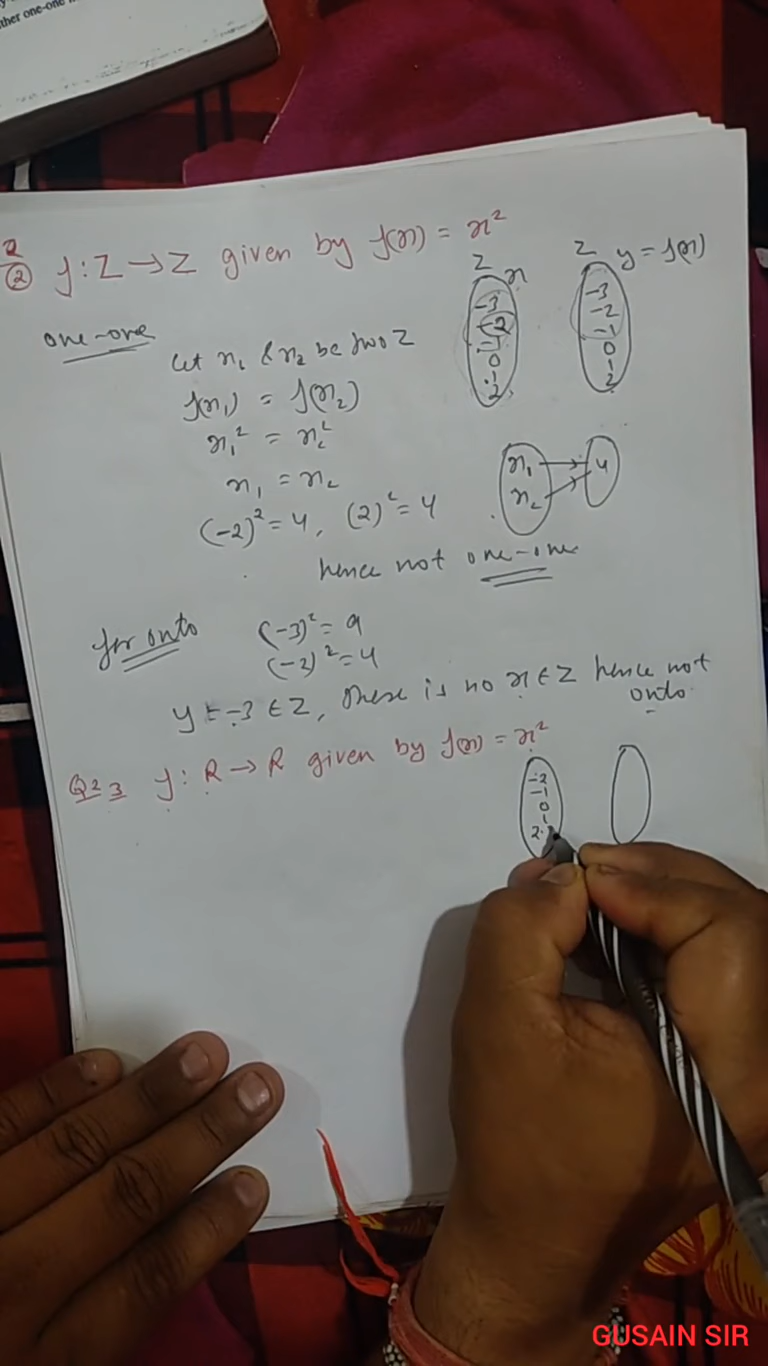 ther one-one
Q 2 f : Z → Z given by f(x) = x²
Z x
-3
-2
-1
0
1
2
Z y = f(x)
-3
-2
-1
0
1
2
one-one
let x₁ & x₂ be two Z
f(x₁) = f(x₂)
x₁² = x₂²
x₁ = x₂
(-2)² = 4, (2)² = 4
x₁
x₂
4
hence not one-one
for onto
(-3)² = 9
(-2)² = 4
y = -3 ∈ Z, there is no x ∈ Z hence not
onto.
Q2 3 f : R → R given by f(x) = x²
-2
-1
0
1
2
GUSAIN SIR